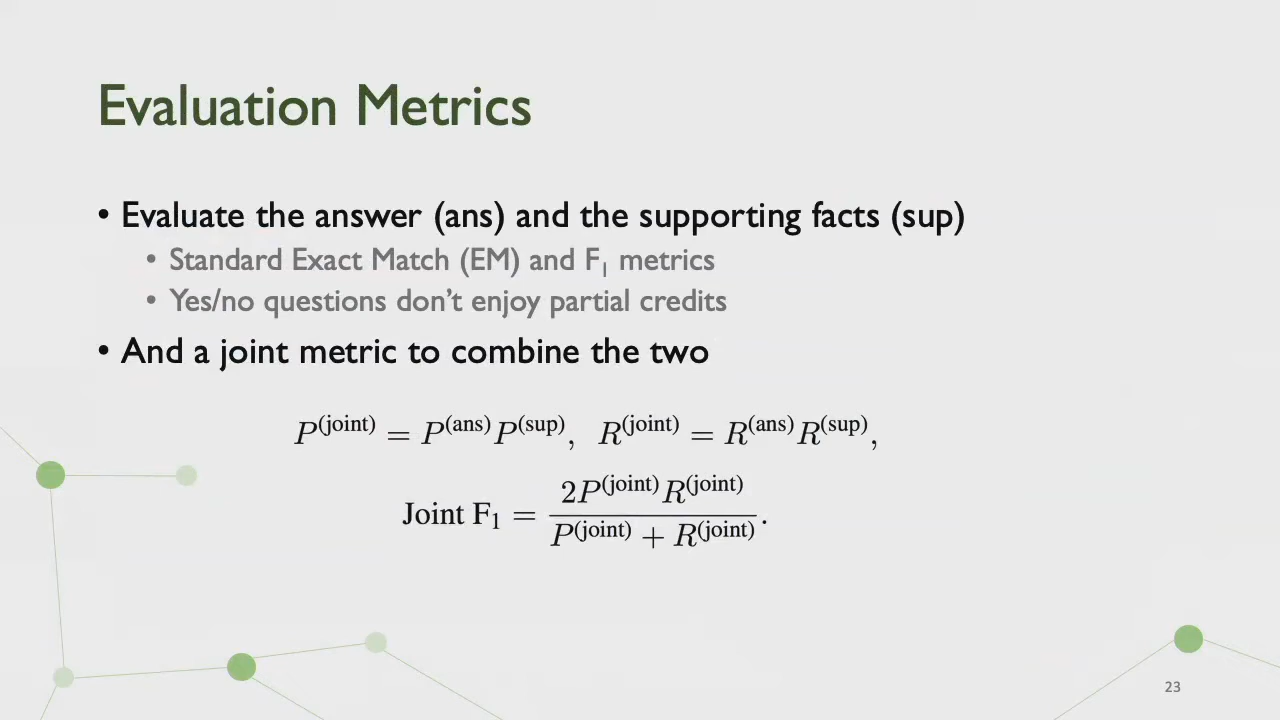 Evaluation Metrics
• Evaluate the answer (ans) and the supporting facts (sup)
• Standard Exact Match (EM) and F₁ metrics
• Yes/no questions don’t enjoy partial credits
• And a joint metric to combine the two
P^(joint) = P^(ans) P^(sup), R^(joint) = R^(ans) R^(sup),
Joint F₁ = 2P^(joint) R^(joint) / P^(joint) + R^(joint) .
23